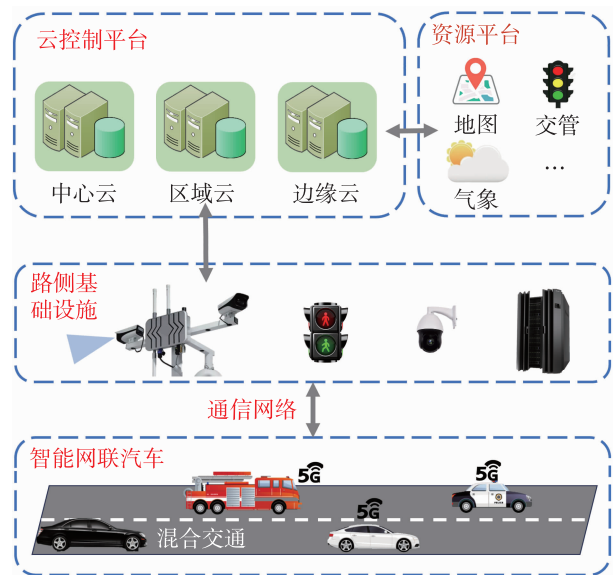 云控制平台
资源平台
地图
交管
中心云
区域云
边缘云
气象
…
路侧基
础设施
通信网络
智能网联汽车
5G
5G
5G
混合交通